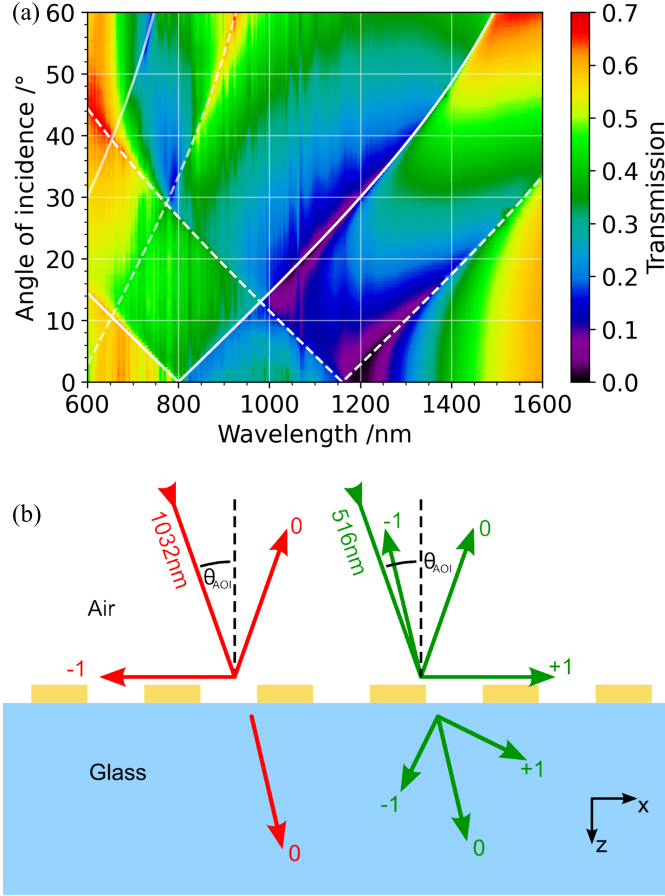 (a)
60
50
40
30
20
10
0
Angle of incidence /°
600
800
1000
1200
1400
1600
Wavelength /nm
0.7
0.6
0.5
0.4
0.3
0.2
0.1
0.0
Transmission
(b)
1032nm
θAOI
0
-1
Air
516nm
-1
θAOI
0
+1
Glass
0
-1
0
+1
x
z